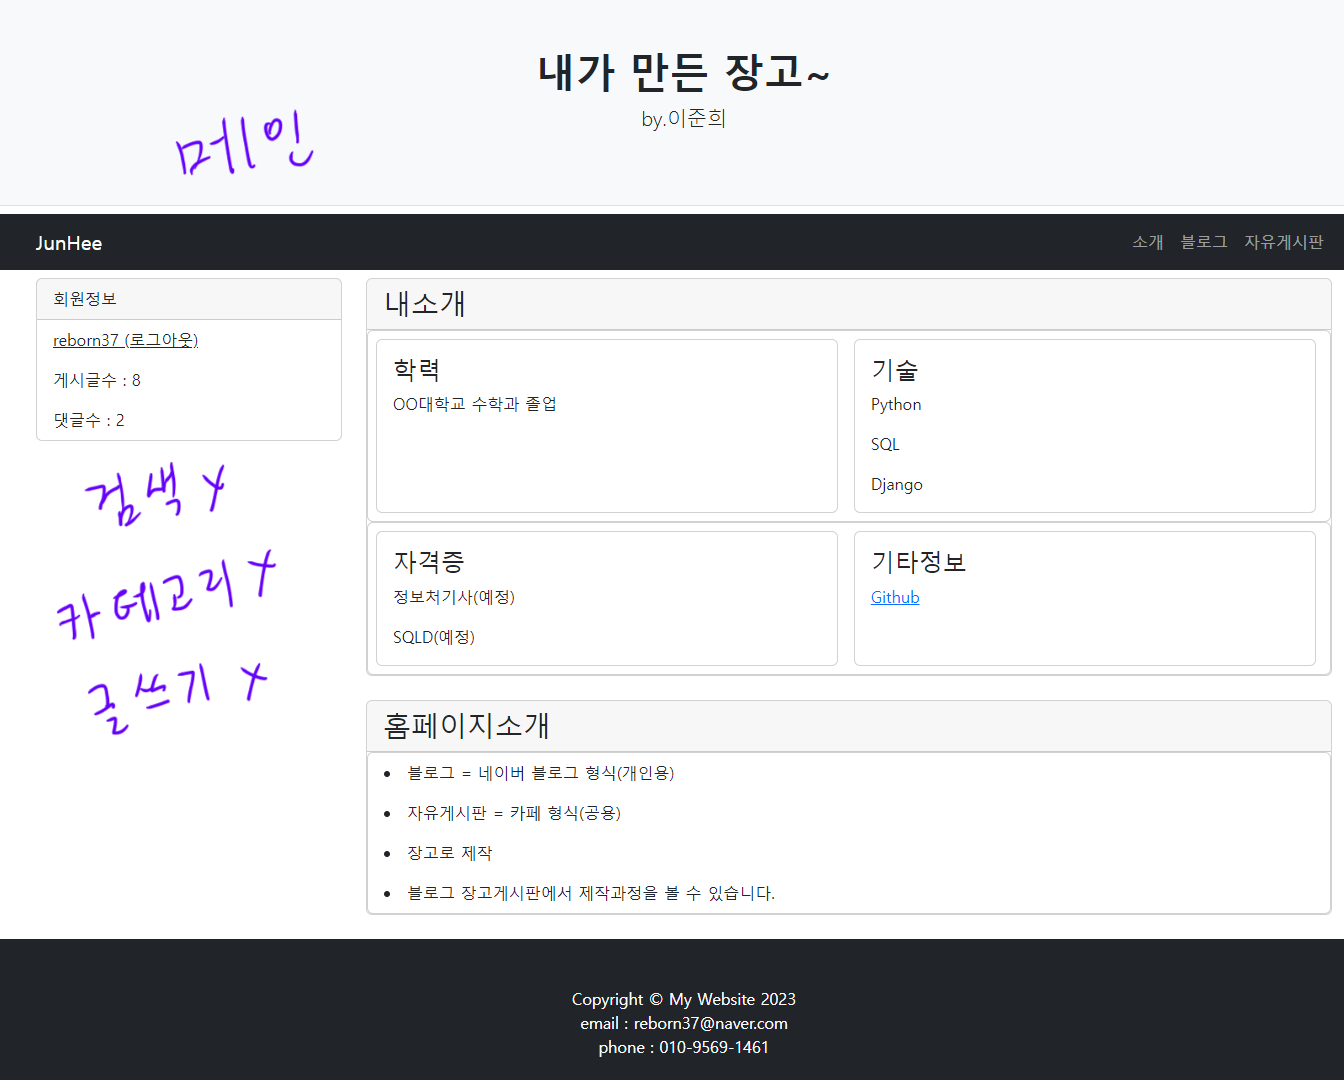 내가 만든 장고~
by.이준희
메인
JunHee
소개 블로그 자유게시판
회원정보
reborn37 (로그아웃)
게시글수 : 8
댓글수 : 2
검색 X
카테고리 X
글쓰기 X
내소개
학력
OO대학교 수학과 졸업
기술
Python
SQL
Django
자격증
정보처기사(예정)
SQLD(예정)
기타정보
Github
홈페이지소개
• 블로그 = 네이버 블로그 형식(개인용)
• 자유게시판 = 카페 형식(공용)
• 장고로 제작
• 블로그 장고게시판에서 제작과정을 볼 수 있습니다.
Copyright © My Website 2023
email : reborn37@naver.com
phone : 010-9569-1461